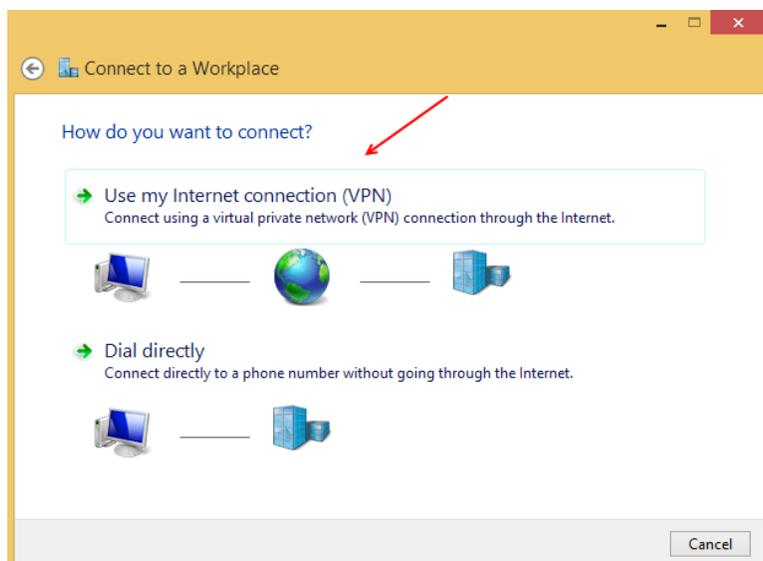 Connect to a Workplace
How do you want to connect?
Use my Internet connection (VPN)
Connect using a virtual private network (VPN) connection through the Internet.
Dial directly
Connect directly to a phone number without going through the Internet.
Cancel